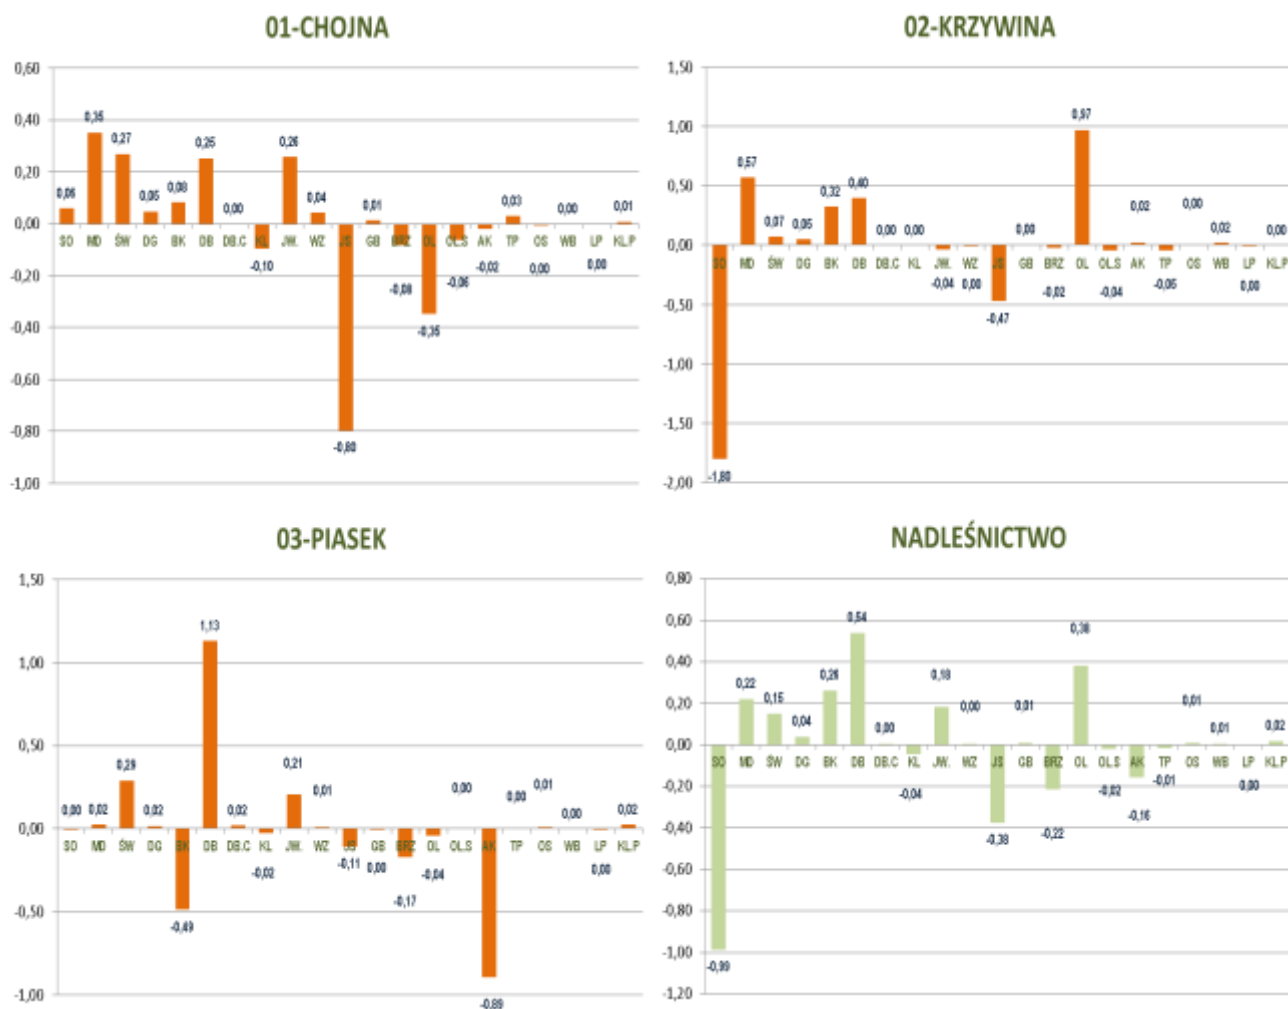 01-CHOJNA
0,60
0,40
0,20
0,00
-0,20
-0,40
-0,60
-0,80
-1,00
0,06 0,35 0,27 0,05 0,08 0,25 0,00 -0,10 0,26 0,04 -0,80 0,01 -0,08 -0,35 -0,06 -0,02 0,03 0,00 0,00 0,00 0,01
SO MD ŚW DG BK DB DB.C KL JW. WZ JS GB BRZ OL OL.S AK TP OS WB LP KL.P
02-KRZYWINA
1,50
1,00
0,50
0,00
-0,50
-1,00
-1,50
-2,00
-1,80 0,57 0,07 0,05 0,32 0,40 0,00 0,00 -0,04 0,00 -0,47 0,00 -0,02 0,97 -0,04 0,02 -0,05 0,00 0,02 0,00 0,00
SO MD ŚW DG BK DB DB.C KL JW. WZ JS GB BRZ OL OL.S AK TP OS WB LP KL.P
03-PIASEK
1,50
1,00
0,50
0,00
-0,50
-1,00
0,00 0,02 0,29 0,02 -0,49 1,13 0,02 -0,02 0,21 0,01 -0,11 0,00 -0,17 -0,04 0,00 -0,89 0,00 0,01 0,00 0,00 0,02
SO MD ŚW DG BK DB DB.C KL JW. WZ JS GB BRZ OL OL.S AK TP OS WB LP KL.P
NADLEŚNICTWO
0,80
0,60
0,40
0,20
0,00
-0,20
-0,40
-0,60
-0,80
-1,00
-1,20
-0,99 0,22 0,15 0,04 0,26 0,54 0,00 -0,04 0,18 0,00 -0,38 0,01 -0,22 0,38 -0,02 -0,16 -0,01 0,01 0,01 0,00 0,02
SO MD ŚW DG BK DB DB.C KL JW. WZ JS GB BRZ OL OL.S AK TP OS WB LP KL.P